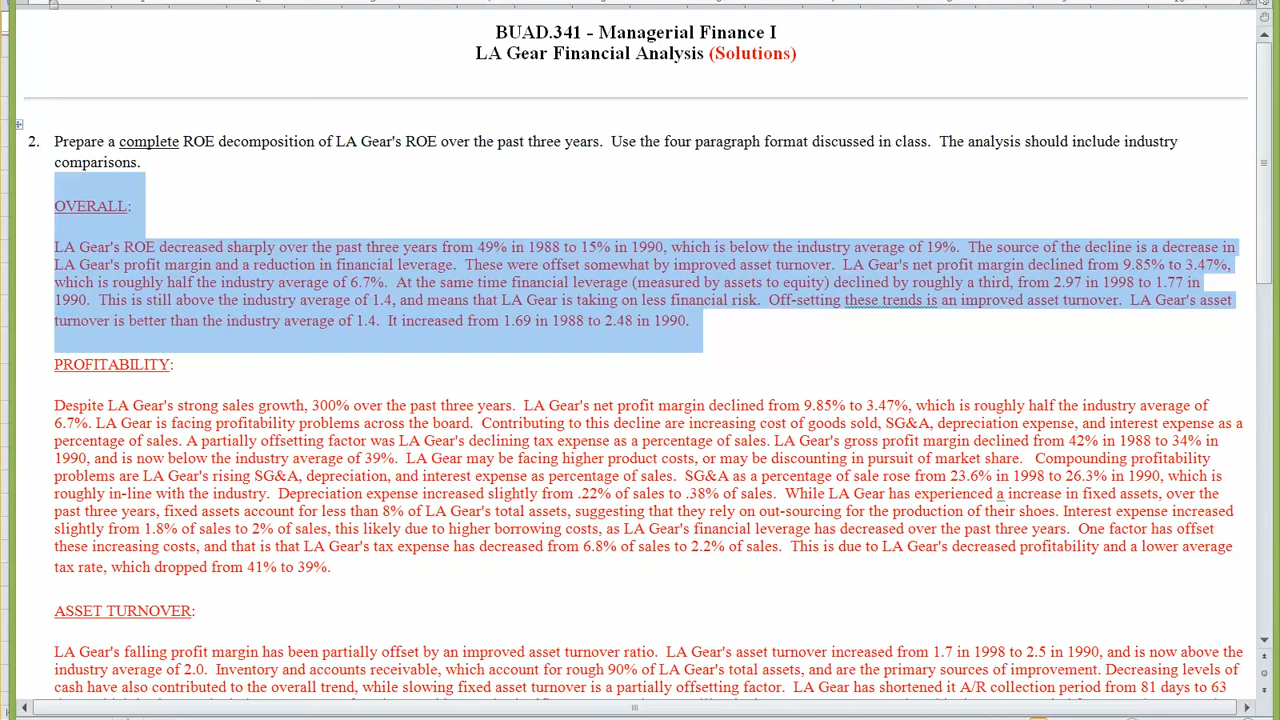 BUAD.341 - Managerial Finance I
LA Gear Financial Analysis (Solutions)
2. Prepare a complete ROE decomposition of LA Gear's ROE over the past three years. Use the four paragraph format discussed in class. The analysis should include industry
comparisons.
OVERALL:
LA Gear's ROE decreased sharply over the past three years from 49% in 1988 to 15% in 1990, which is below the industry average of 19%. The source of the decline is a decrease in
LA Gear's profit margin and a reduction in financial leverage. These were offset somewhat by improved asset turnover. LA Gear's net profit margin declined from 9.85% to 3.47%,
which is roughly half the industry average of 6.7%. At the same time financial leverage (measured by assets to equity) declined by roughly a third, from 2.97 in 1998 to 1.77 in
1990. This is still above the industry average of 1.4, and means that LA Gear is taking on less financial risk. Off-setting these trends is an improved asset turnover. LA Gear's asset
turnover is better than the industry average of 1.4. It increased from 1.69 in 1988 to 2.48 in 1990.
PROFITABILITY:
Despite LA Gear's strong sales growth, 300% over the past three years. LA Gear's net profit margin declined from 9.85% to 3.47%, which is roughly half the industry average of
6.7%. LA Gear is facing profitability problems across the board. Contributing to this decline are increasing cost of goods sold, SG&A, depreciation expense, and interest expense as a
percentage of sales. A partially offsetting factor was LA Gear's declining tax expense as a percentage of sales. LA Gear's gross profit margin declined from 42% in 1988 to 34% in
1990, and is now below the industry average of 39%. LA Gear may be facing higher product costs, or may be discounting in pursuit of market share. Compounding profitability
problems are LA Gear's rising SG&A, depreciation, and interest expense as percentage of sales. SG&A as a percentage of sale rose from 23.6% in 1998 to 26.3% in 1990, which is
roughly in-line with the industry. Depreciation expense increased slightly from .22% of sales to .38% of sales. While LA Gear has experienced a increase in fixed assets, over the
past three years, fixed assets account for less than 8% of LA Gear's total assets, suggesting that they rely on out-sourcing for the production of their shoes. Interest expense increased
slightly from 1.8% of sales to 2% of sales, this likely due to higher borrowing costs, as LA Gear's financial leverage has decreased over the past three years. One factor has offset
these increasing costs, and that is that LA Gear's tax expense has decreased from 6.8% of sales to 2.2% of sales. This is due to LA Gear's decreased profitability and a lower average
tax rate, which dropped from 41% to 39%.
ASSET TURNOVER:
LA Gear's falling profit margin has been partially offset by an improved asset turnover ratio. LA Gear's asset turnover increased from 1.7 in 1998 to 2.5 in 1990, and is now above the
industry average of 2.0. Inventory and accounts receivable, which account for rough 90% of LA Gear's total assets, and are the primary sources of improvement. Decreasing levels of
cash have also contributed to the overall trend, while slowing fixed asset turnover is a partially offsetting factor. LA Gear has shortened it A/R collection period from 81 days to 63